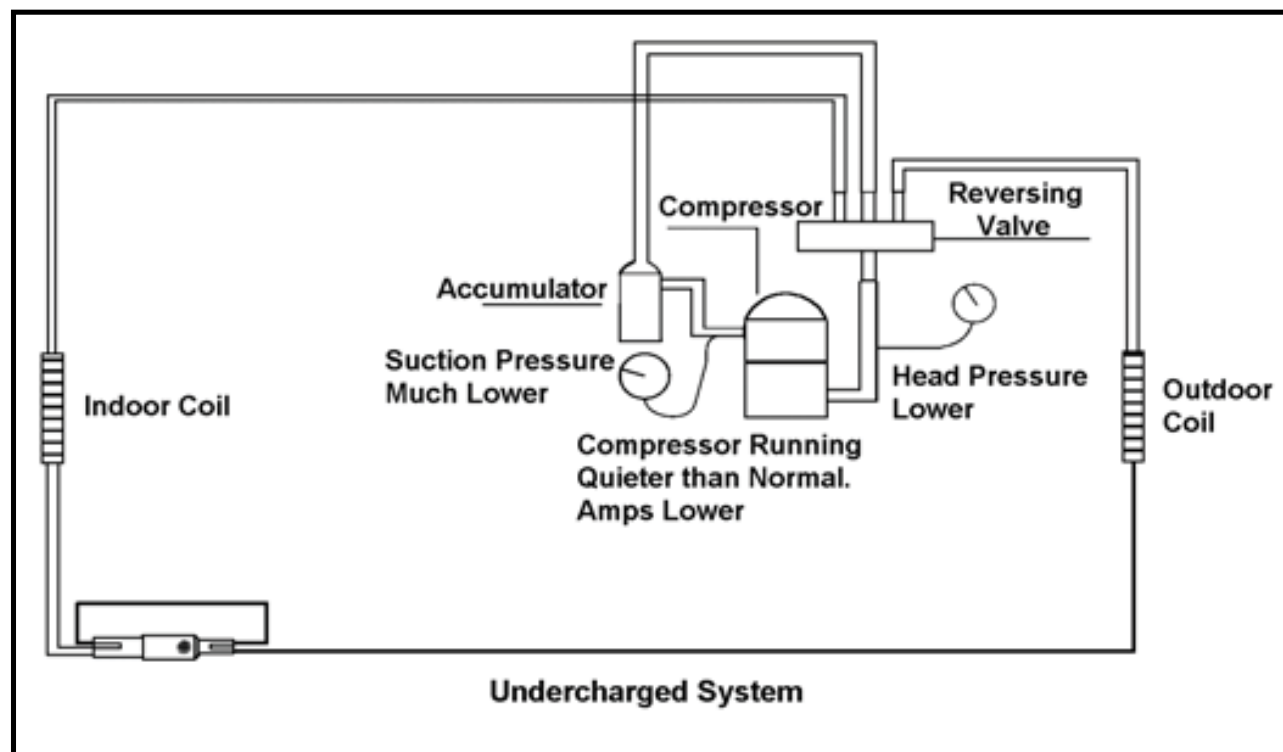 Compressor
Reversing
Valve
Accumulator
Suction Pressure
Much Lower
Head Pressure
Lower
Indoor Coil
Outdoor
Coil
Compressor Running
Quieter than Normal.
Amps Lower
Undercharged System